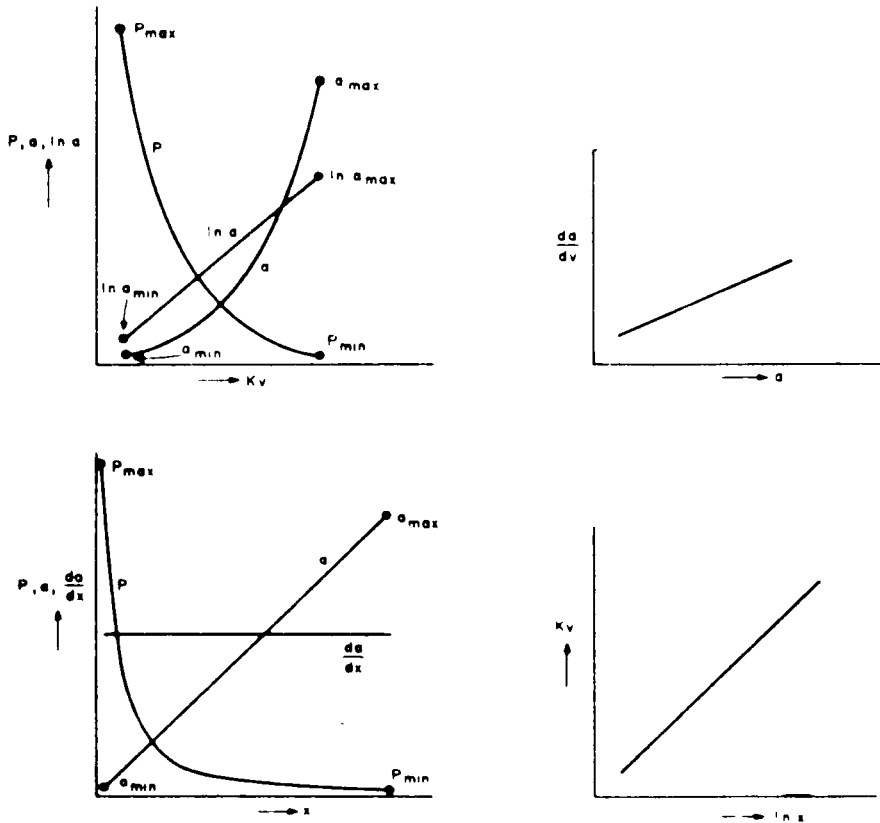 P max
a max
P, a, ln a
P
ln a max
ln a
a
ln a min
a min
P min
Kv
da
dv
a
P max
a max
P, a, da
dx
P
a
da
dx
a min
P min
x
Kv
ln x